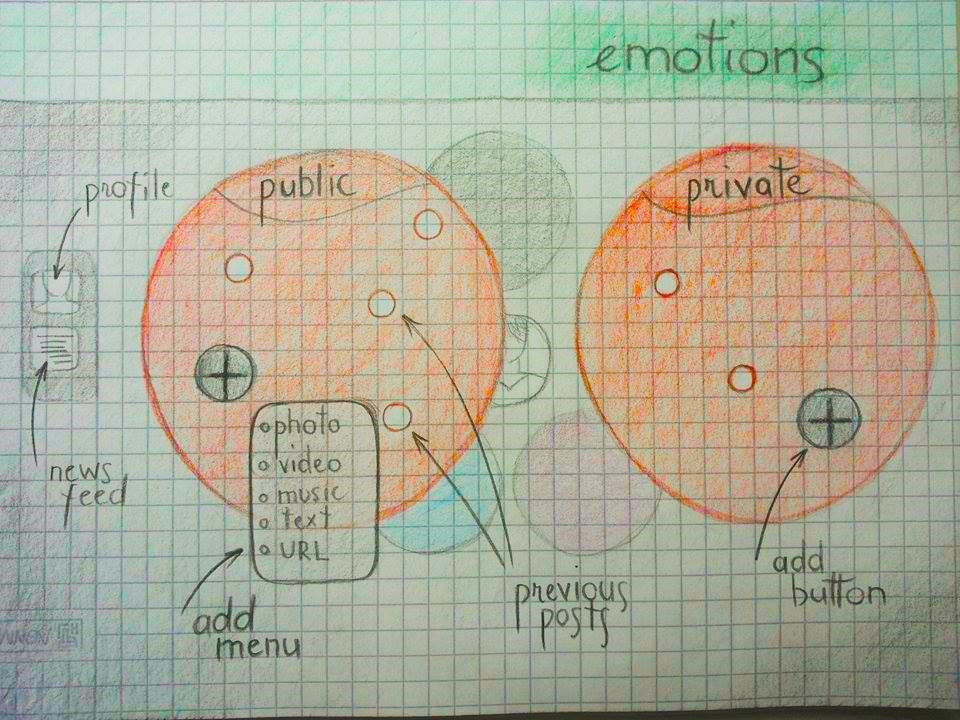 emotions
profile
public
private
news
feed
photo
video
music
text
URL
add
menu
previous
posts
add
button